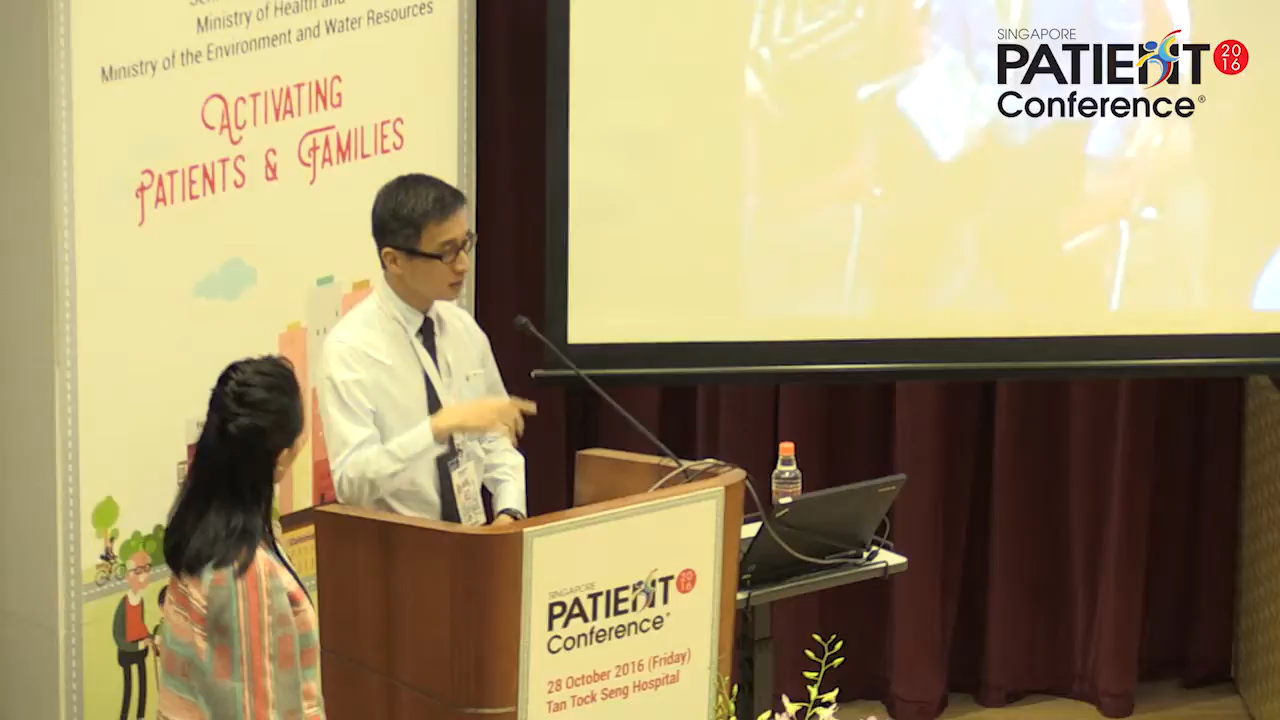 Ministry of Health and
Ministry of the Environment and Water Resources
ACTIVATING
PATIENTS & FAMILIES
SINGAPORE
PATIENT
2016
Conference®
SINGAPORE
PATIENT
2016
Conference®
28 October 2016 (Friday)
Tan Tock Seng Hospital